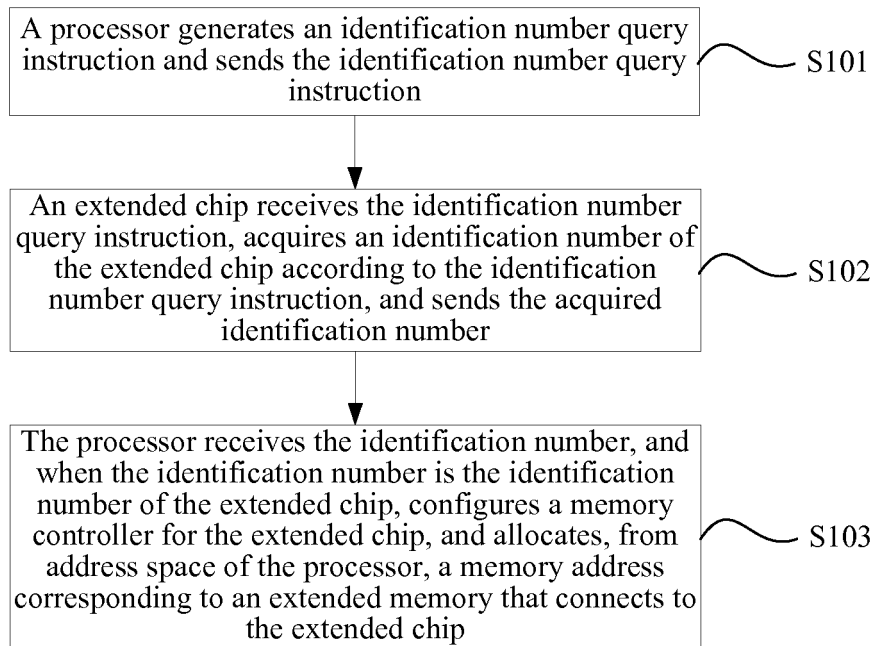 A processor generates an identification number query
instruction and sends the identification number query
instruction
S101
An extended chip receives the identification number
query instruction, acquires an identification number of
the extended chip according to the identification
number query instruction, and sends the acquired
identification number
S102
The processor receives the identification number, and
when the identification number is the identification
number of the extended chip, configures a memory
controller for the extended chip, and allocates, from
address space of the processor, a memory address
corresponding to an extended memory that connects to
the extended chip
S103